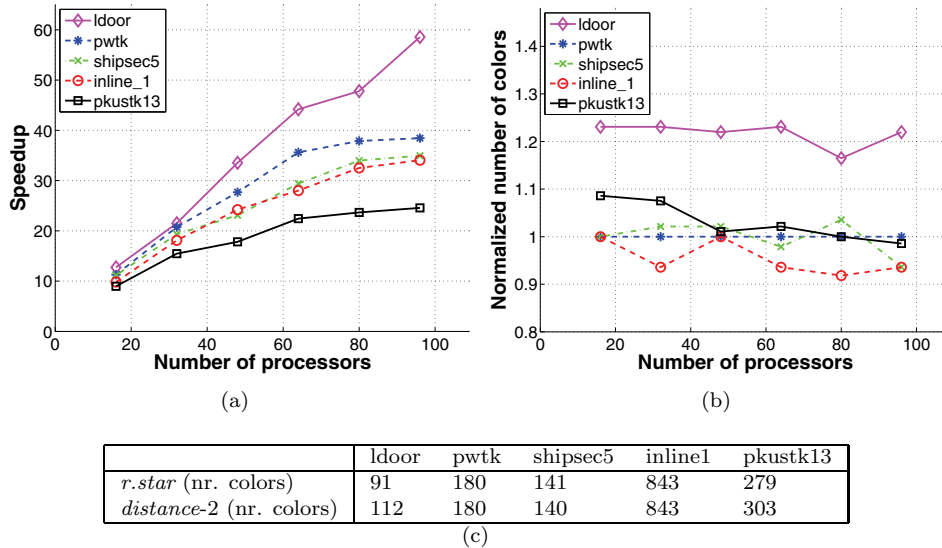 60
50
40
30
20
10
0
Speedup
ldoor
pwtk
shipsec5
inline_1
pkustk13
20
40
60
80
100
Number of processors
(a)
1.4
1.3
1.2
1.1
1
0.9
0.8
Normalized number of colors
ldoor
pwtk
shipsec5
inline_1
pkustk13
0
20
40
60
80
100
Number of processors
(b)
ldoor pwtk shipsec5 inline1 pkustk13
r.star (nr. colors) 91 180 141 843 279
distance-2 (nr. colors) 112 180 140 843 303
(c)